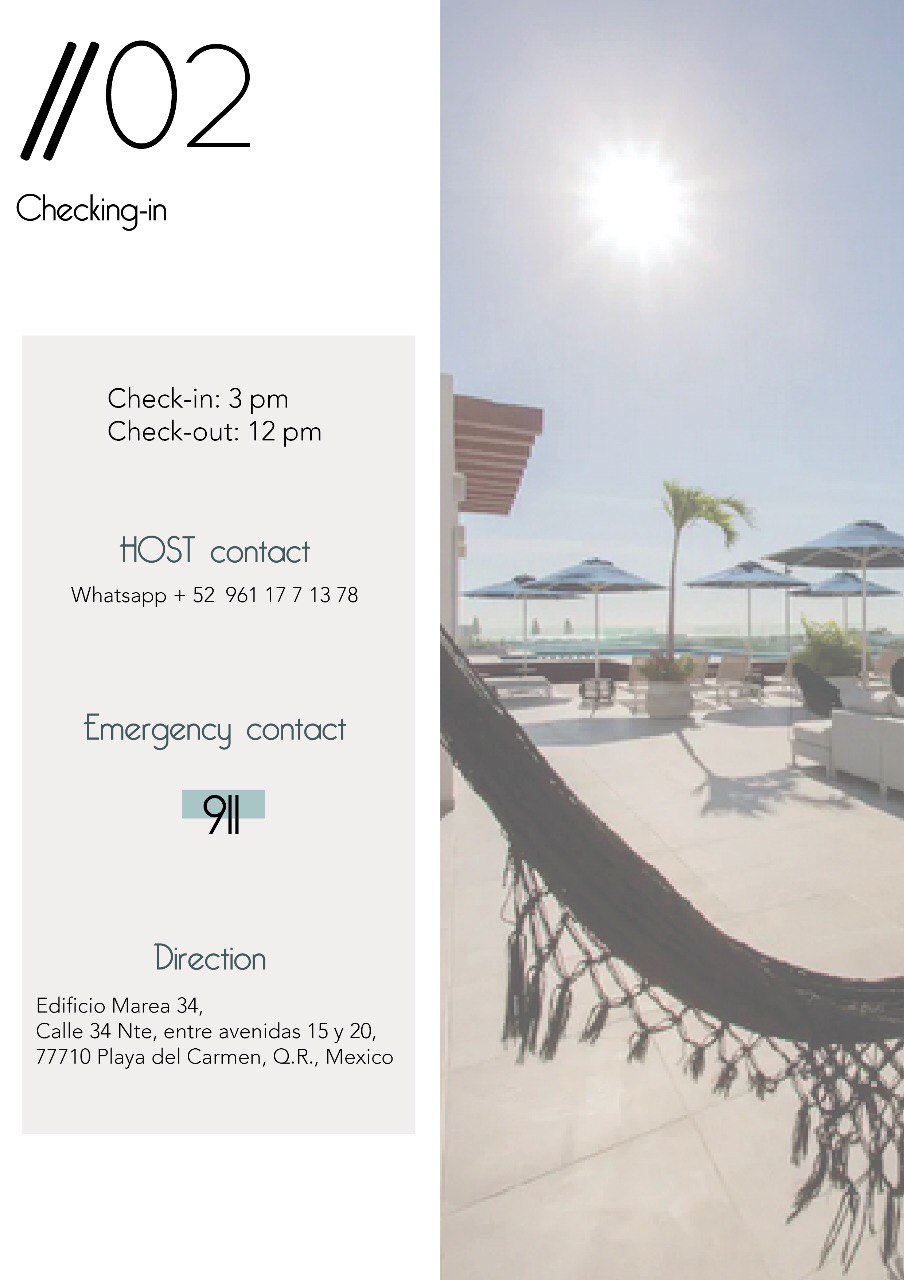 //02
Checking-in
Check-in: 3 pm
Check-out: 12 pm
HOST contact
Whatsapp + 52 961 17 7 13 78
Emergency contact
911
Direction
Edificio Marea 34,
Calle 34 Nte, entre avenidas 15 y 20,
77710 Playa del Carmen, Q.R., Mexico